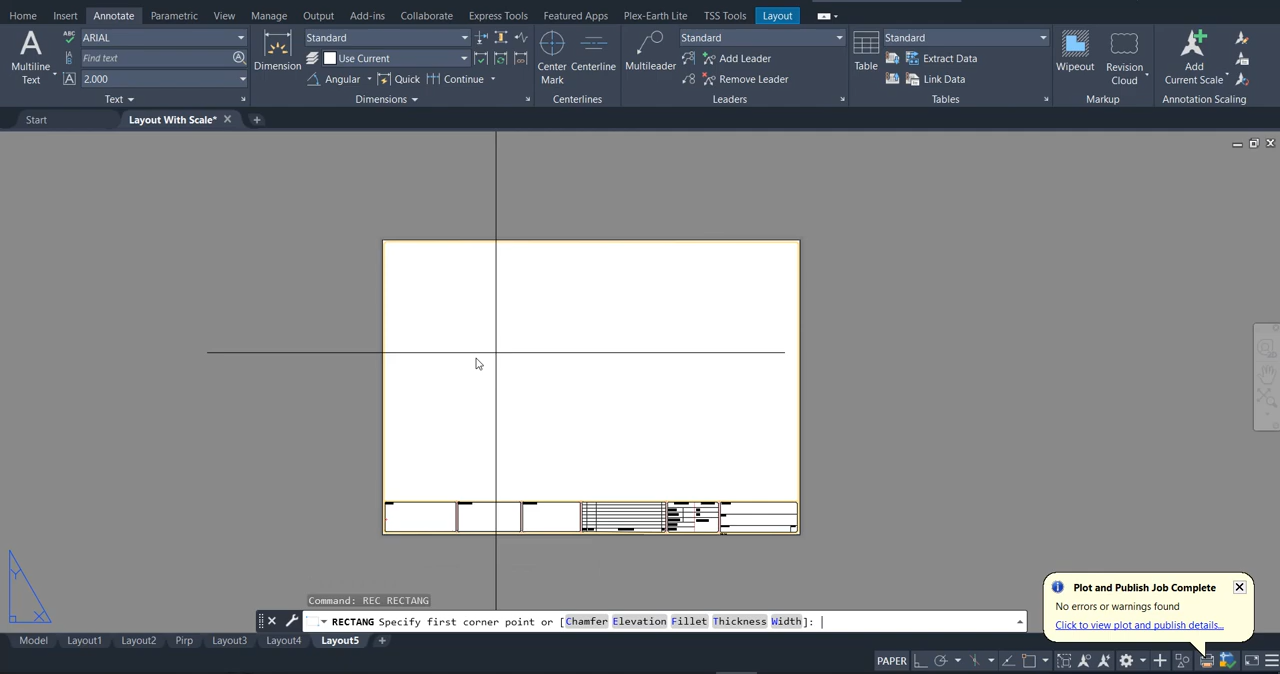 Home Insert Annotate Parametric View Manage Output Add-ins Collaborate Express Tools Featured Apps Plex-Earth Lite TSS Tools Layout
Multiline Text
ARIAL
Find text
2.000
Text
Dimension
Standard
Use Current
Angular Quick Continue
Dimensions
Center Mark
Centerline
Centerlines
Multileader
Standard
Add Leader
Remove Leader
Leaders
Table
Standard
Extract Data
Link Data
Tables
Wipeout
Revision Cloud
Markup
Add Current Scale
Annotation Scaling
Start Layout With Scale*
Y
X
Command: REC RECTANG
RECTANG Specify first corner point or [Chamfer Elevation Fillet Thickness Width]:
Plot and Publish Job Complete
No errors or warnings found
Click to view plot and publish details...
Model Layout1 Layout2 Pirp Layout3 Layout4 Layout5
PAPER